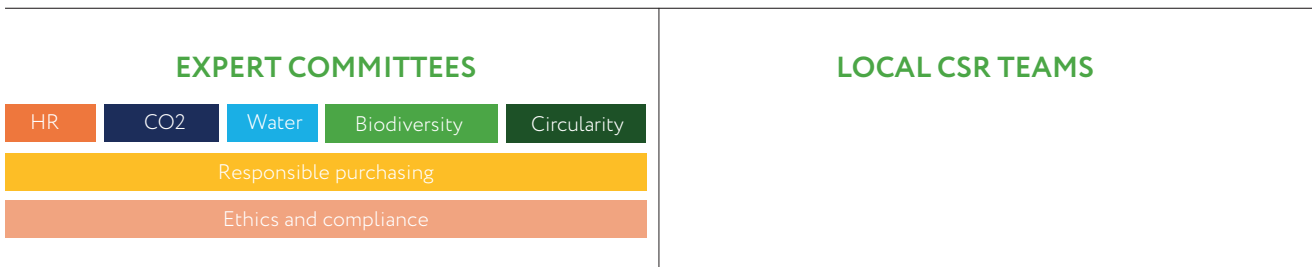 EXPERT COMMITTEES
HR
CO2
Water
Biodiversity
Circularity
Responsible purchasing
Ethics and compliance
LOCAL CSR TEAMS